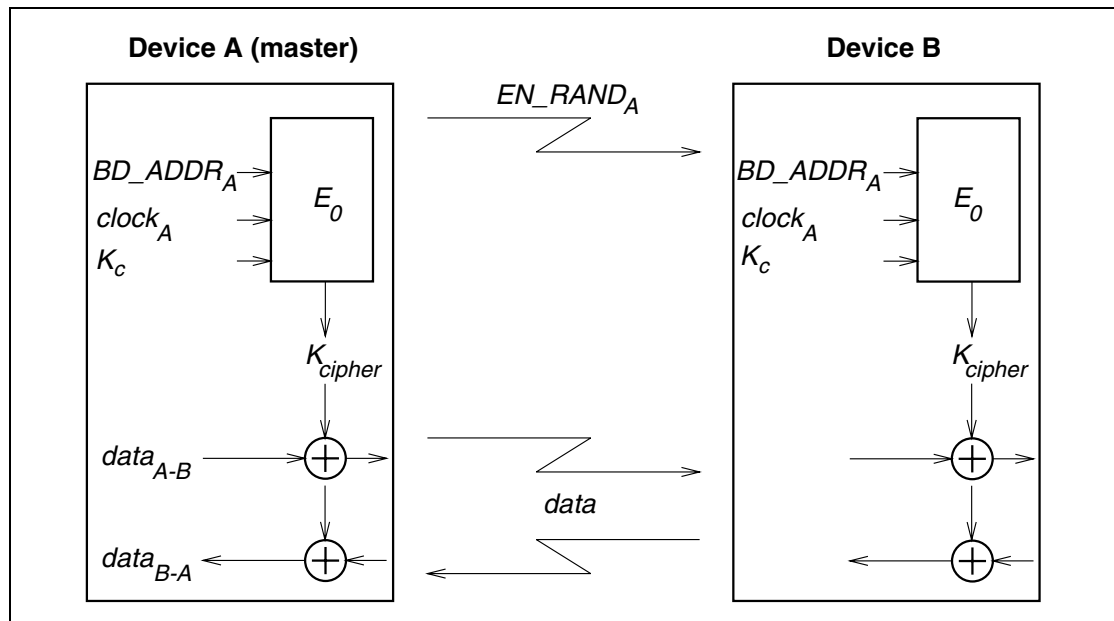 Device A (master)
Device B
EN_RAND_A
BD_ADDR_A
clock_A
K_c
E_0
K_cipher
data_A-B
data_B-A
data
BD_ADDR_A
clock_A
K_c
E_0
K_cipher